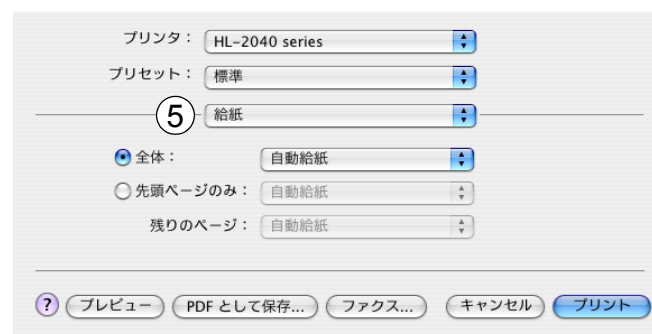 プリンタ： HL-2040 series
プリセット： 標準
5 給紙
全体： 自動給紙
先頭ページのみ： 自動給紙
残りのページ： 自動給紙
? プレビュー PDF として保存... ファクス... キャンセル プリント